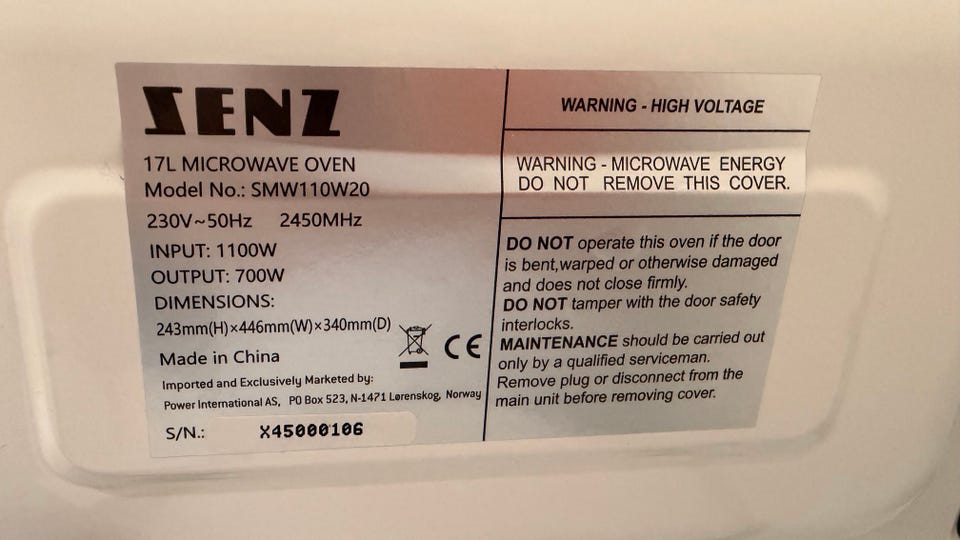 SENZ
17L MICROWAVE OVEN
Model No.: SMW110W20
230V~50Hz 2450MHz
INPUT: 1100W
OUTPUT: 700W
DIMENSIONS:
243mm(H)×446mm(W)×340mm(D)
CE
Made in China
Imported and Exclusively Marketed by:
Power International AS, PO Box 523, N-1471 Lørenskog, Norway
S/N.: X45000106
WARNING - HIGH VOLTAGE
WARNING - MICROWAVE ENERGY
DO NOT REMOVE THIS COVER.
DO NOT operate this oven if the door
is bent,warped or otherwise damaged
and does not close firmly.
DO NOT tamper with the door safety
interlocks.
MAINTENANCE should be carried out
only by a qualified serviceman.
Remove plug or disconnect from the
main unit before removing cover.